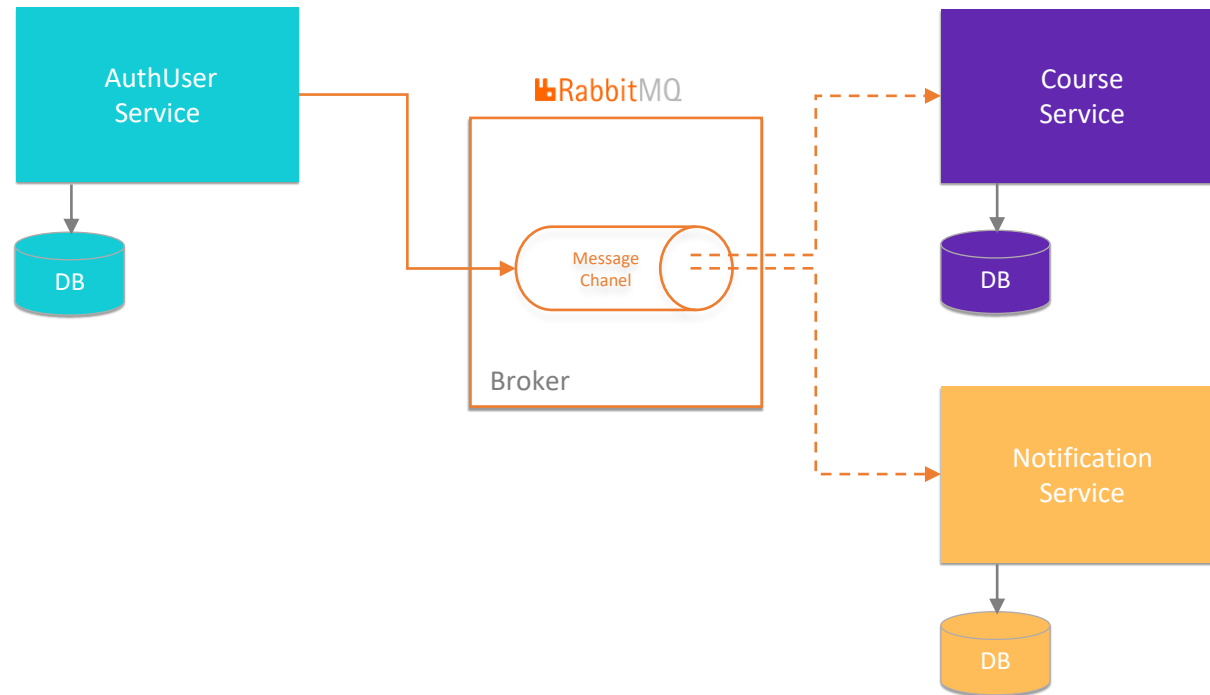 AuthUser
Service
DB
RabbitMQ
Message
Chanel
Broker
Course
Service
DB
Notification
Service
DB